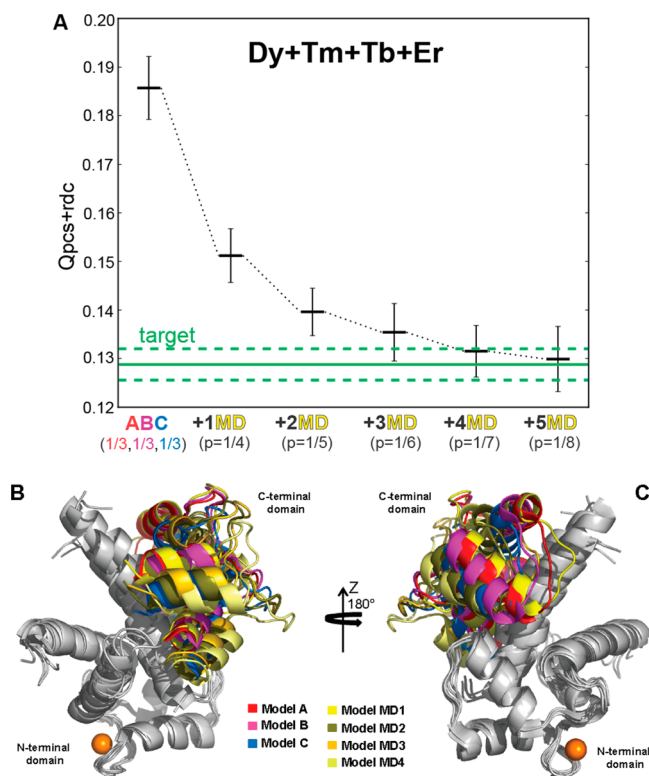 A
Dy+Tm+Tb+Er
Qpcs+rdc
0.20
0.19
0.18
0.17
0.16
0.15
0.14
0.13
0.12
target
ABC +1MD +2MD +3MD +4MD +5MD
(1/3,1/3,1/3) (p=1/4) (p=1/5) (p=1/6) (p=1/7) (p=1/8)
B C
C-terminal domain
C-terminal domain
Z
180°
N-terminal domain
N-terminal domain
Model A
Model B
Model C
Model MD1
Model MD2
Model MD3
Model MD4